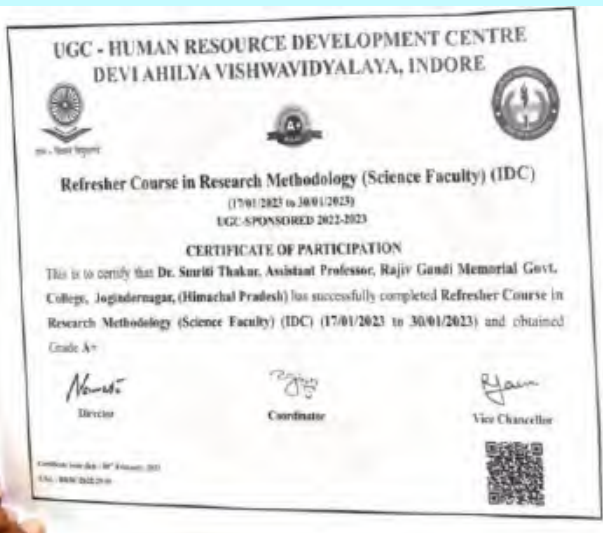 UGC - HUMAN RESOURCE DEVELOPMENT CENTRE
DEVI AHILYA VISHWAVIDYALAYA, INDORE
A+
Refresher Course in Research Methodology (Science Faculty) (IDC)
(17/01/2023 to 30/01/2023)
UGC-SPONSORED 2022-2023
CERTIFICATE OF PARTICIPATION
This is to certify that Dr. Smriti Thakur, Assistant Professor, Rajiv Gandi Memorial Govt.
College, Jogindernagar, (Himachal Pradesh) has successfully completed Refresher Course in
Research Methodology (Science Faculty) (IDC) (17/01/2023 to 30/01/2023) and obtained
Grade A+
Director
Coordinator
Vice Chancellor